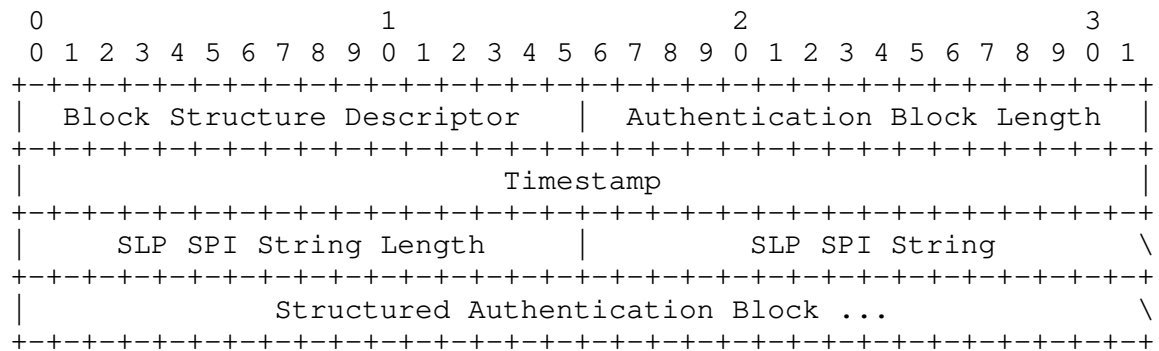 0                   1                   2                   3
 0 1 2 3 4 5 6 7 8 9 0 1 2 3 4 5 6 7 8 9 0 1 2 3 4 5 6 7 8 9 0 1
+-+-+-+-+-+-+-+-+-+-+-+-+-+-+-+-+-+-+-+-+-+-+-+-+-+-+-+-+-+-+-+-+
|  Block Structure Descriptor   |  Authentication Block Length  |
+-+-+-+-+-+-+-+-+-+-+-+-+-+-+-+-+-+-+-+-+-+-+-+-+-+-+-+-+-+-+-+-+
|                           Timestamp                           |
+-+-+-+-+-+-+-+-+-+-+-+-+-+-+-+-+-+-+-+-+-+-+-+-+-+-+-+-+-+-+-+-+
|     SLP SPI String Length     |         SLP SPI String        \
+-+-+-+-+-+-+-+-+-+-+-+-+-+-+-+-+-+-+-+-+-+-+-+-+-+-+-+-+-+-+-+-+
|              Structured Authentication Block ...              \
+-+-+-+-+-+-+-+-+-+-+-+-+-+-+-+-+-+-+-+-+-+-+-+-+-+-+-+-+-+-+-+-+